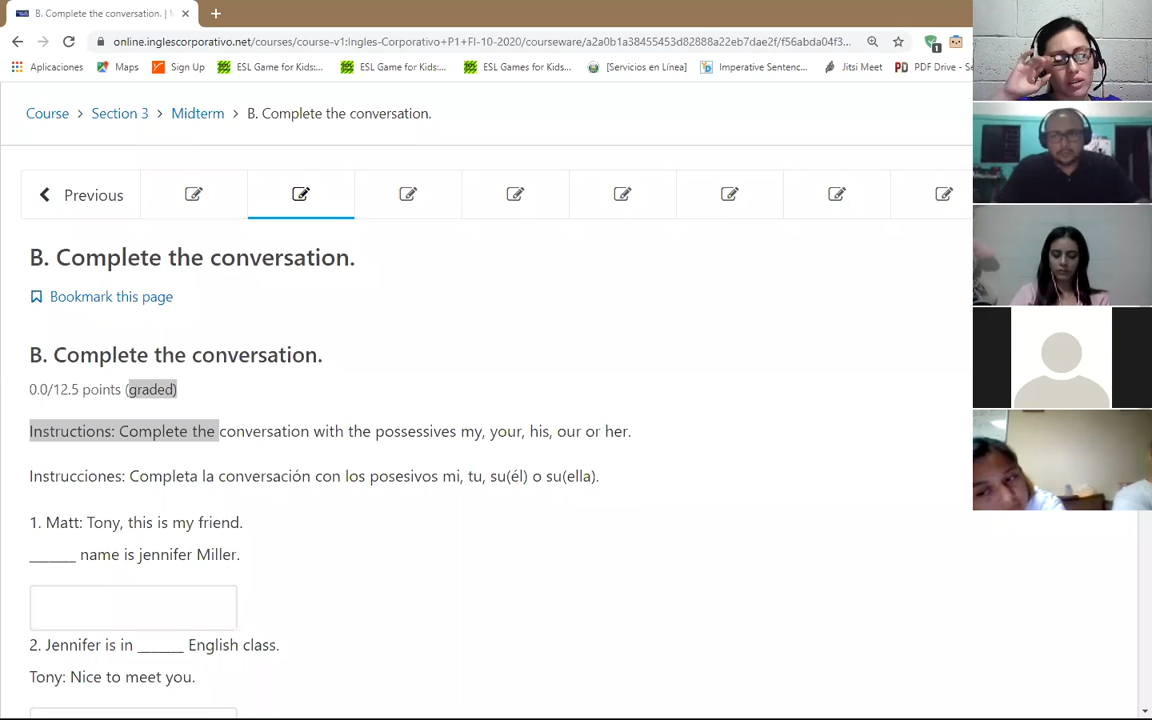 B. Complete the conversation. |
online.inglescorporativo.net/courses/course-v1:Ingles-Corporativo+P1+FI-10-2020/courseware/a2a0b1a38455453d82888a22eb7dae2f/f56abda04f3...
1
Aplicaciones Maps Sign Up ESL Game for Kids:... ESL Game for Kids:... ESL Games for Kids:... [Servicios en Línea] Imperative Sentenc... Jitsi Meet PD PDF Drive - Se
Course > Section 3 > Midterm > B. Complete the conversation.
Previous
B. Complete the conversation.
Bookmark this page
B. Complete the conversation.
0.0/12.5 points (graded)
Instructions: Complete the conversation with the possessives my, your, his, our or her.
Instrucciones: Completa la conversación con los posesivos mi, tu, su(él) o su(ella).
1. Matt: Tony, this is my friend.
______ name is jennifer Miller.
2. Jennifer is in ______ English class.
Tony: Nice to meet you.